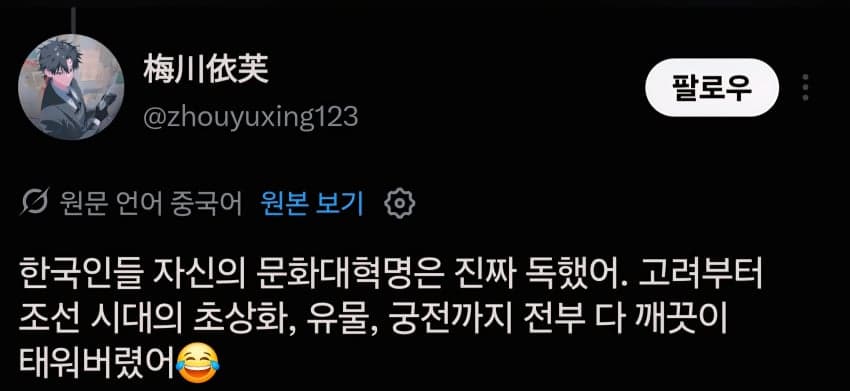 梅川依芙
@zhouyuxing123
팔로우
원문 언어 중국어 원본 보기
한국인들 자신의 문화대혁명은 진짜 독했어. 고려부터
조선 시대의 초상화, 유물, 궁전까지 전부 다 깨끗이
태워버렸어😂